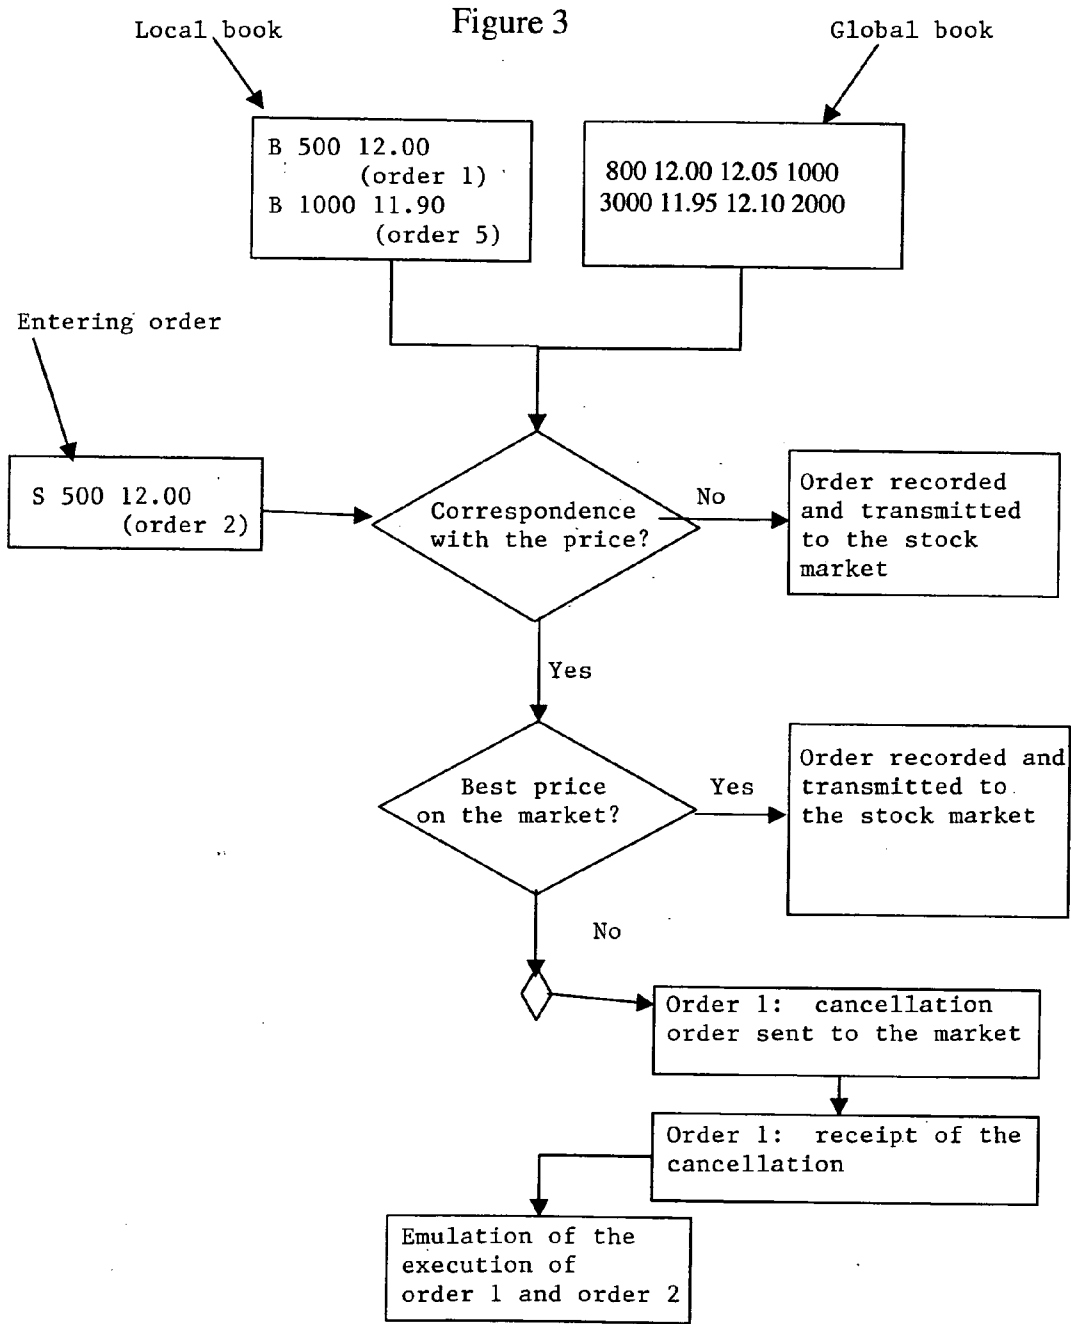 Figure 3
Local book
Global book
B 500 12.00
(order 1)
B 1000 11.90
(order 5)
800 12.00 12.05 1000
3000 11.95 12.10 2000
Entering order
S 500 12.00
(order 2)
Correspondence
with the price?
No
Order recorded
and transmitted
to the stock
market
Yes
Best price
on the market?
Yes
Order recorded and
transmitted to
the stock market
No
Order 1: cancellation
order sent to the market
Order 1: receipt of the
cancellation
Emulation of the
execution of
order 1 and order 2